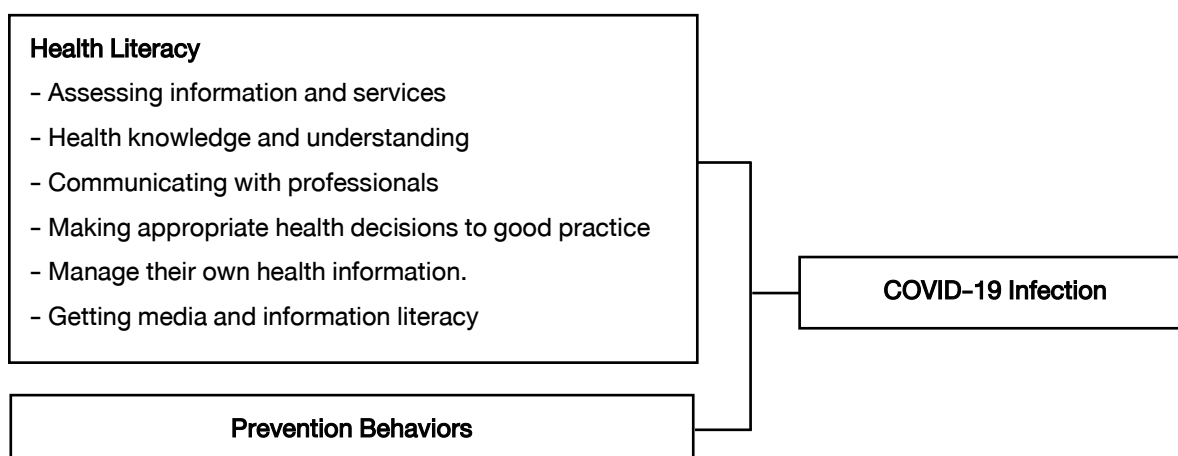 Health Literacy
- Assessing information and services
- Health knowledge and understanding
- Communicating with professionals
- Making appropriate health decisions to good practice
- Manage their own health information.
- Getting media and information literacy
COVID-19 Infection
Prevention Behaviors